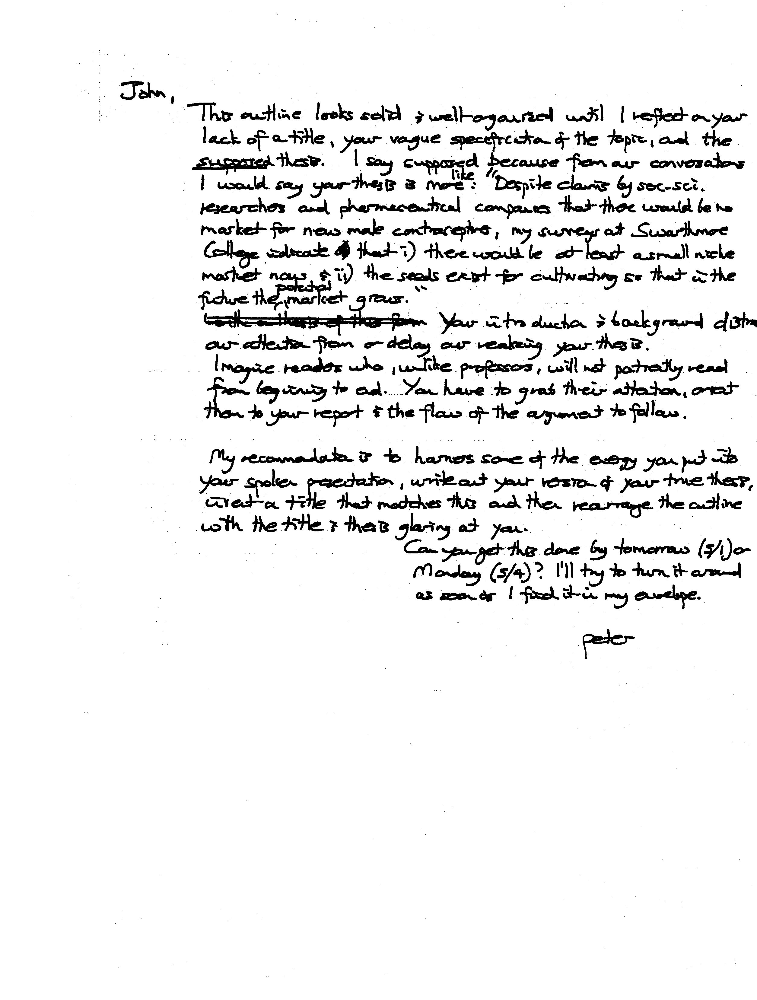 John,
This outline looks solid & well-organized until I reflect on your
lack of a title, your vague specification of the topic, and the
supposed thesis. I say supposed because from our conversations
I would say your thesis is more like: "Despite claims by soc-sci.
researchers and pharmaceutical companies that there would be no
market for new male contraceptives, my surveys at Swarthmore
College indicate that i) there would be at least a small niche
market now & ii) the seeds exist for cultivating so that in the
future the potential market grows."
with a thesis of this form Your introduction & background distra
our attention from or delay our realizing your thesis.
Imagine readers who, unlike professors, will not patiently read
from beginning to end. You have to grab their attention, orient
them to your report & the flow of the argument to follow.
My recommendation is to harness some of the energy you put into
your spoken presentation, write out your version of your true thesis,
invent a title that matches this and then rearrange the outline
with the title & thesis glaring at you.
Can you get this done by tomorrow (5/1) or
Monday (5/4)? I'll try to turn it around
as soon as I find it in my envelope.
peter